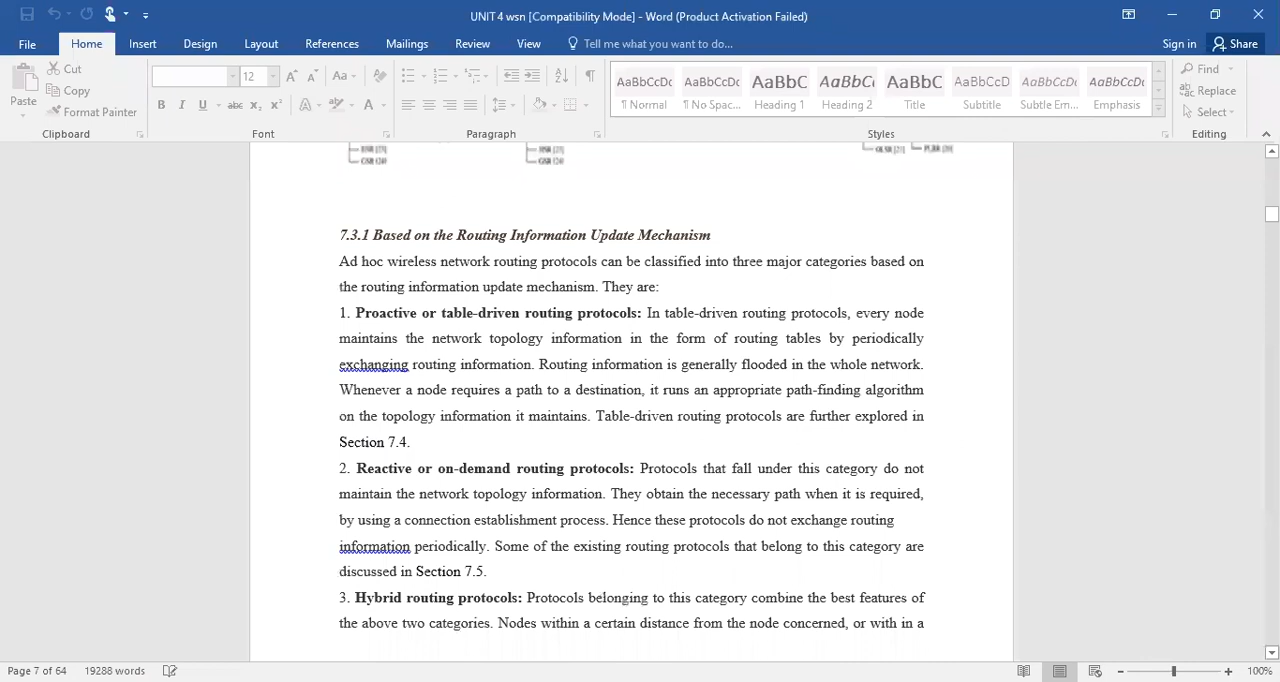 UNIT 4 wsn [Compatibility Mode] - Word (Product Activation Failed)
File Home Insert Design Layout References Mailings Review View Tell me what you want to do... Sign in Share
Cut
Copy
Paste
Format Painter
Clipboard
12
Font
Paragraph
AaBbCcDc AaBbCcDc AaBbC AaBbCc AaBbC AaBbCcD AaBbCcDc AaBbCcDc
¶ Normal ¶ No Spac... Heading 1 Heading 2 Title Subtitle Subtle Em... Emphasis
Styles
Find
Replace
Select
Editing
7.3.1 Based on the Routing Information Update Mechanism
Ad hoc wireless network routing protocols can be classified into three major categories based on
the routing information update mechanism. They are:
1. Proactive or table-driven routing protocols: In table-driven routing protocols, every node
maintains the network topology information in the form of routing tables by periodically
exchanging routing information. Routing information is generally flooded in the whole network.
Whenever a node requires a path to a destination, it runs an appropriate path-finding algorithm
on the topology information it maintains. Table-driven routing protocols are further explored in
Section 7.4.
2. Reactive or on-demand routing protocols: Protocols that fall under this category do not
maintain the network topology information. They obtain the necessary path when it is required,
by using a connection establishment process. Hence these protocols do not exchange routing
information periodically. Some of the existing routing protocols that belong to this category are
discussed in Section 7.5.
3. Hybrid routing protocols: Protocols belonging to this category combine the best features of
the above two categories. Nodes within a certain distance from the node concerned, or with in a
Page 7 of 64 19288 words 100%